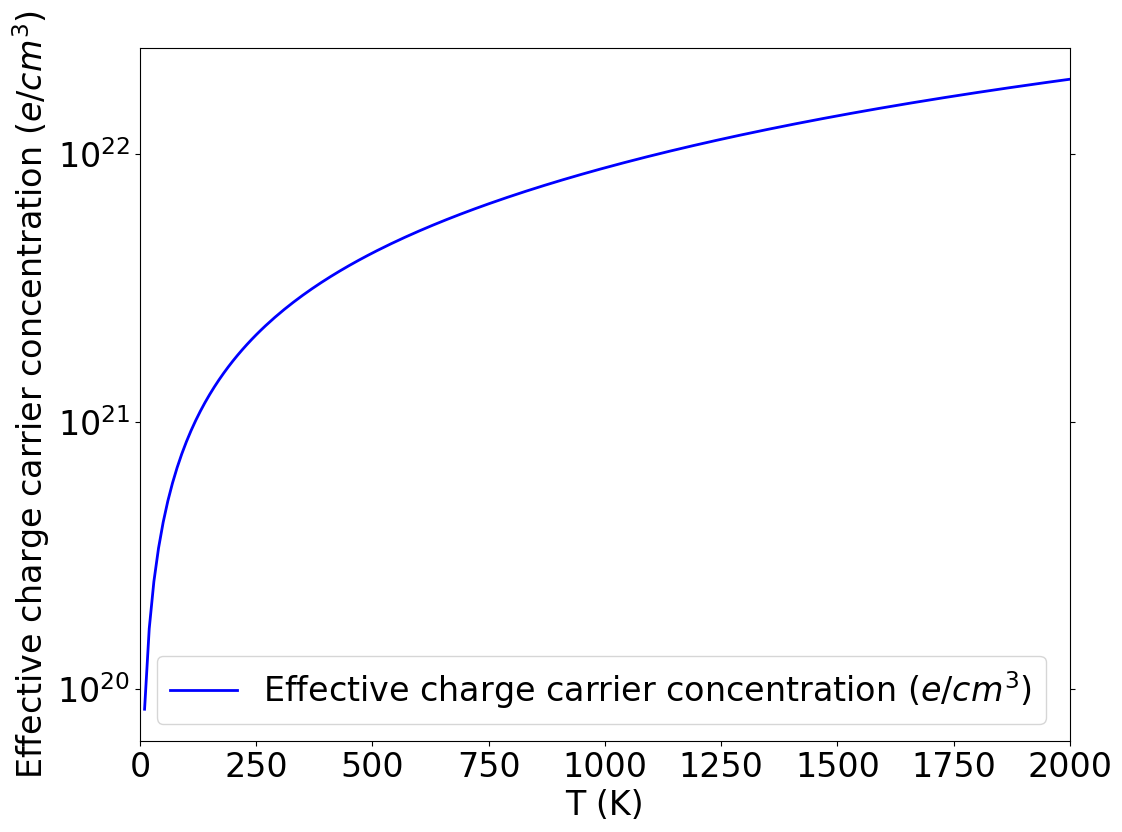 Effective charge carrier concentration (e/cm³)
10²²
10²¹
10²⁰
Effective charge carrier concentration (e/cm³)
0 250 500 750 1000 1250 1500 1750 2000
T (K)